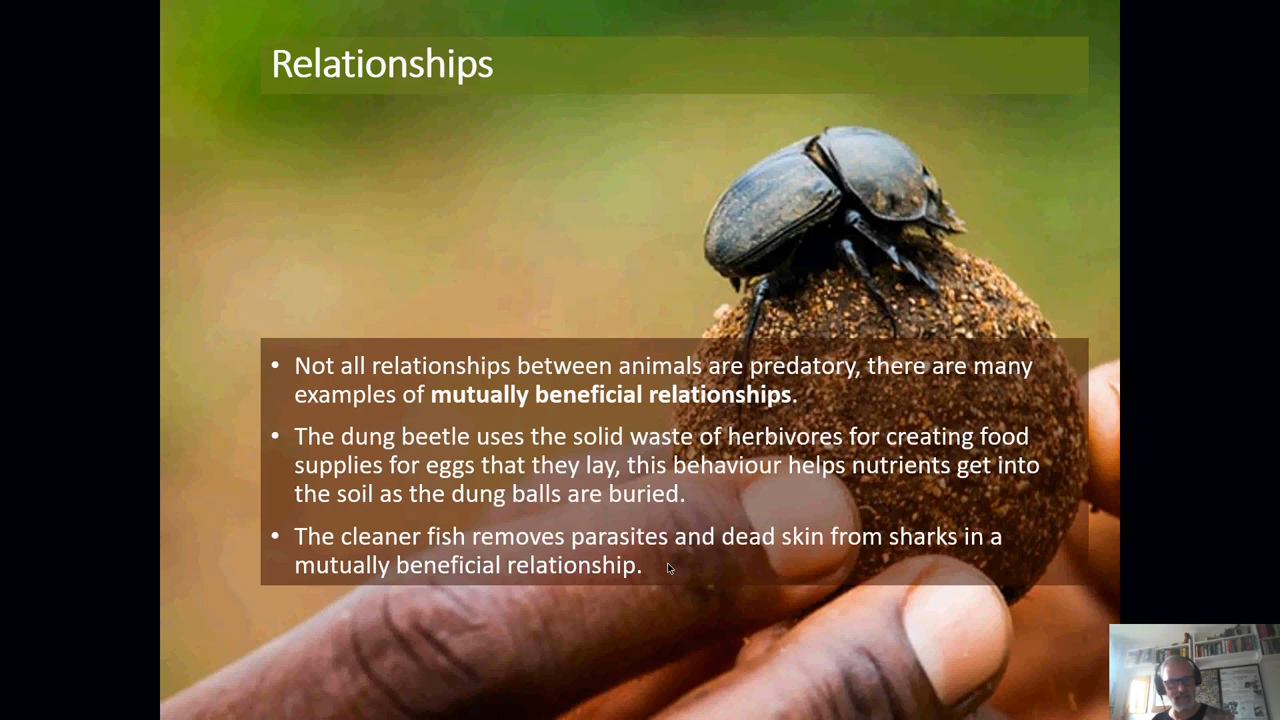 Relationships
• Not all relationships between animals are predatory, there are many
examples of mutually beneficial relationships.
• The dung beetle uses the solid waste of herbivores for creating food
supplies for eggs that they lay, this behaviour helps nutrients get into
the soil as the dung balls are buried.
• The cleaner fish removes parasites and dead skin from sharks in a
mutually beneficial relationship.